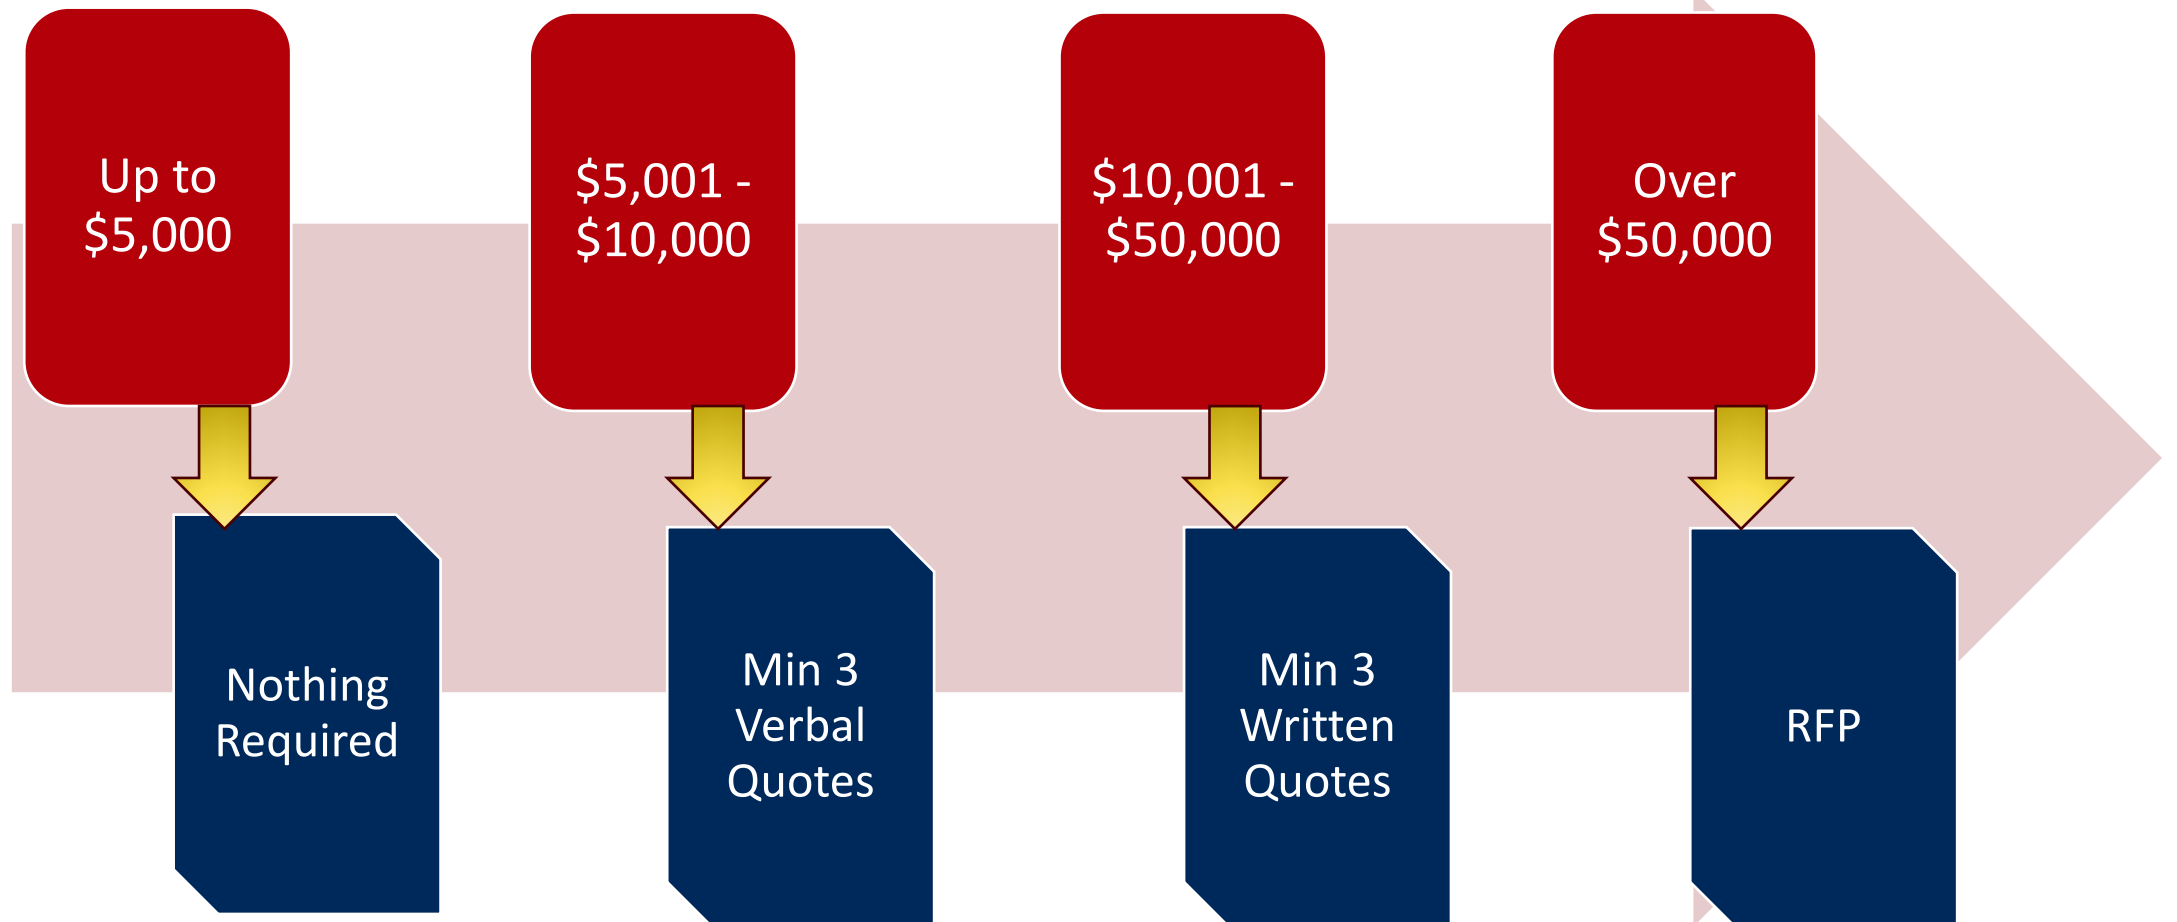 Up to
$5,000
$5,001 -
$10,000
$10,001 -
$50,000
Over
$50,000
Nothing
Required
Min 3
Verbal
Quotes
Min 3
Written
Quotes
RFP